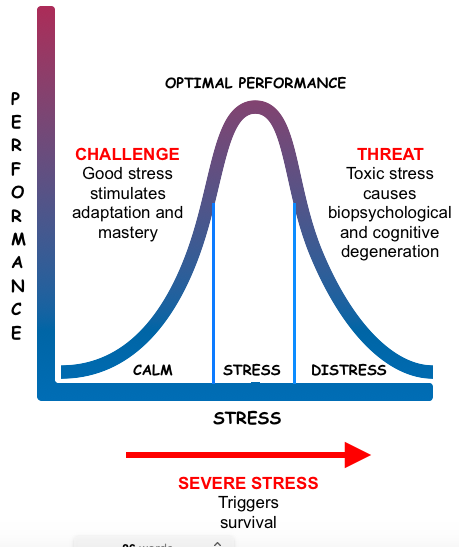 OPTIMAL PERFORMANCE
PERFORMANCE
CHALLENGE
Good stress
stimulates
adaptation and
mastery
THREAT
Toxic stress
causes
biopsychological
and cognitive
degeneration
CALM
STRESS
DISTRESS
STRESS
SEVERE STRESS
Triggers
survival